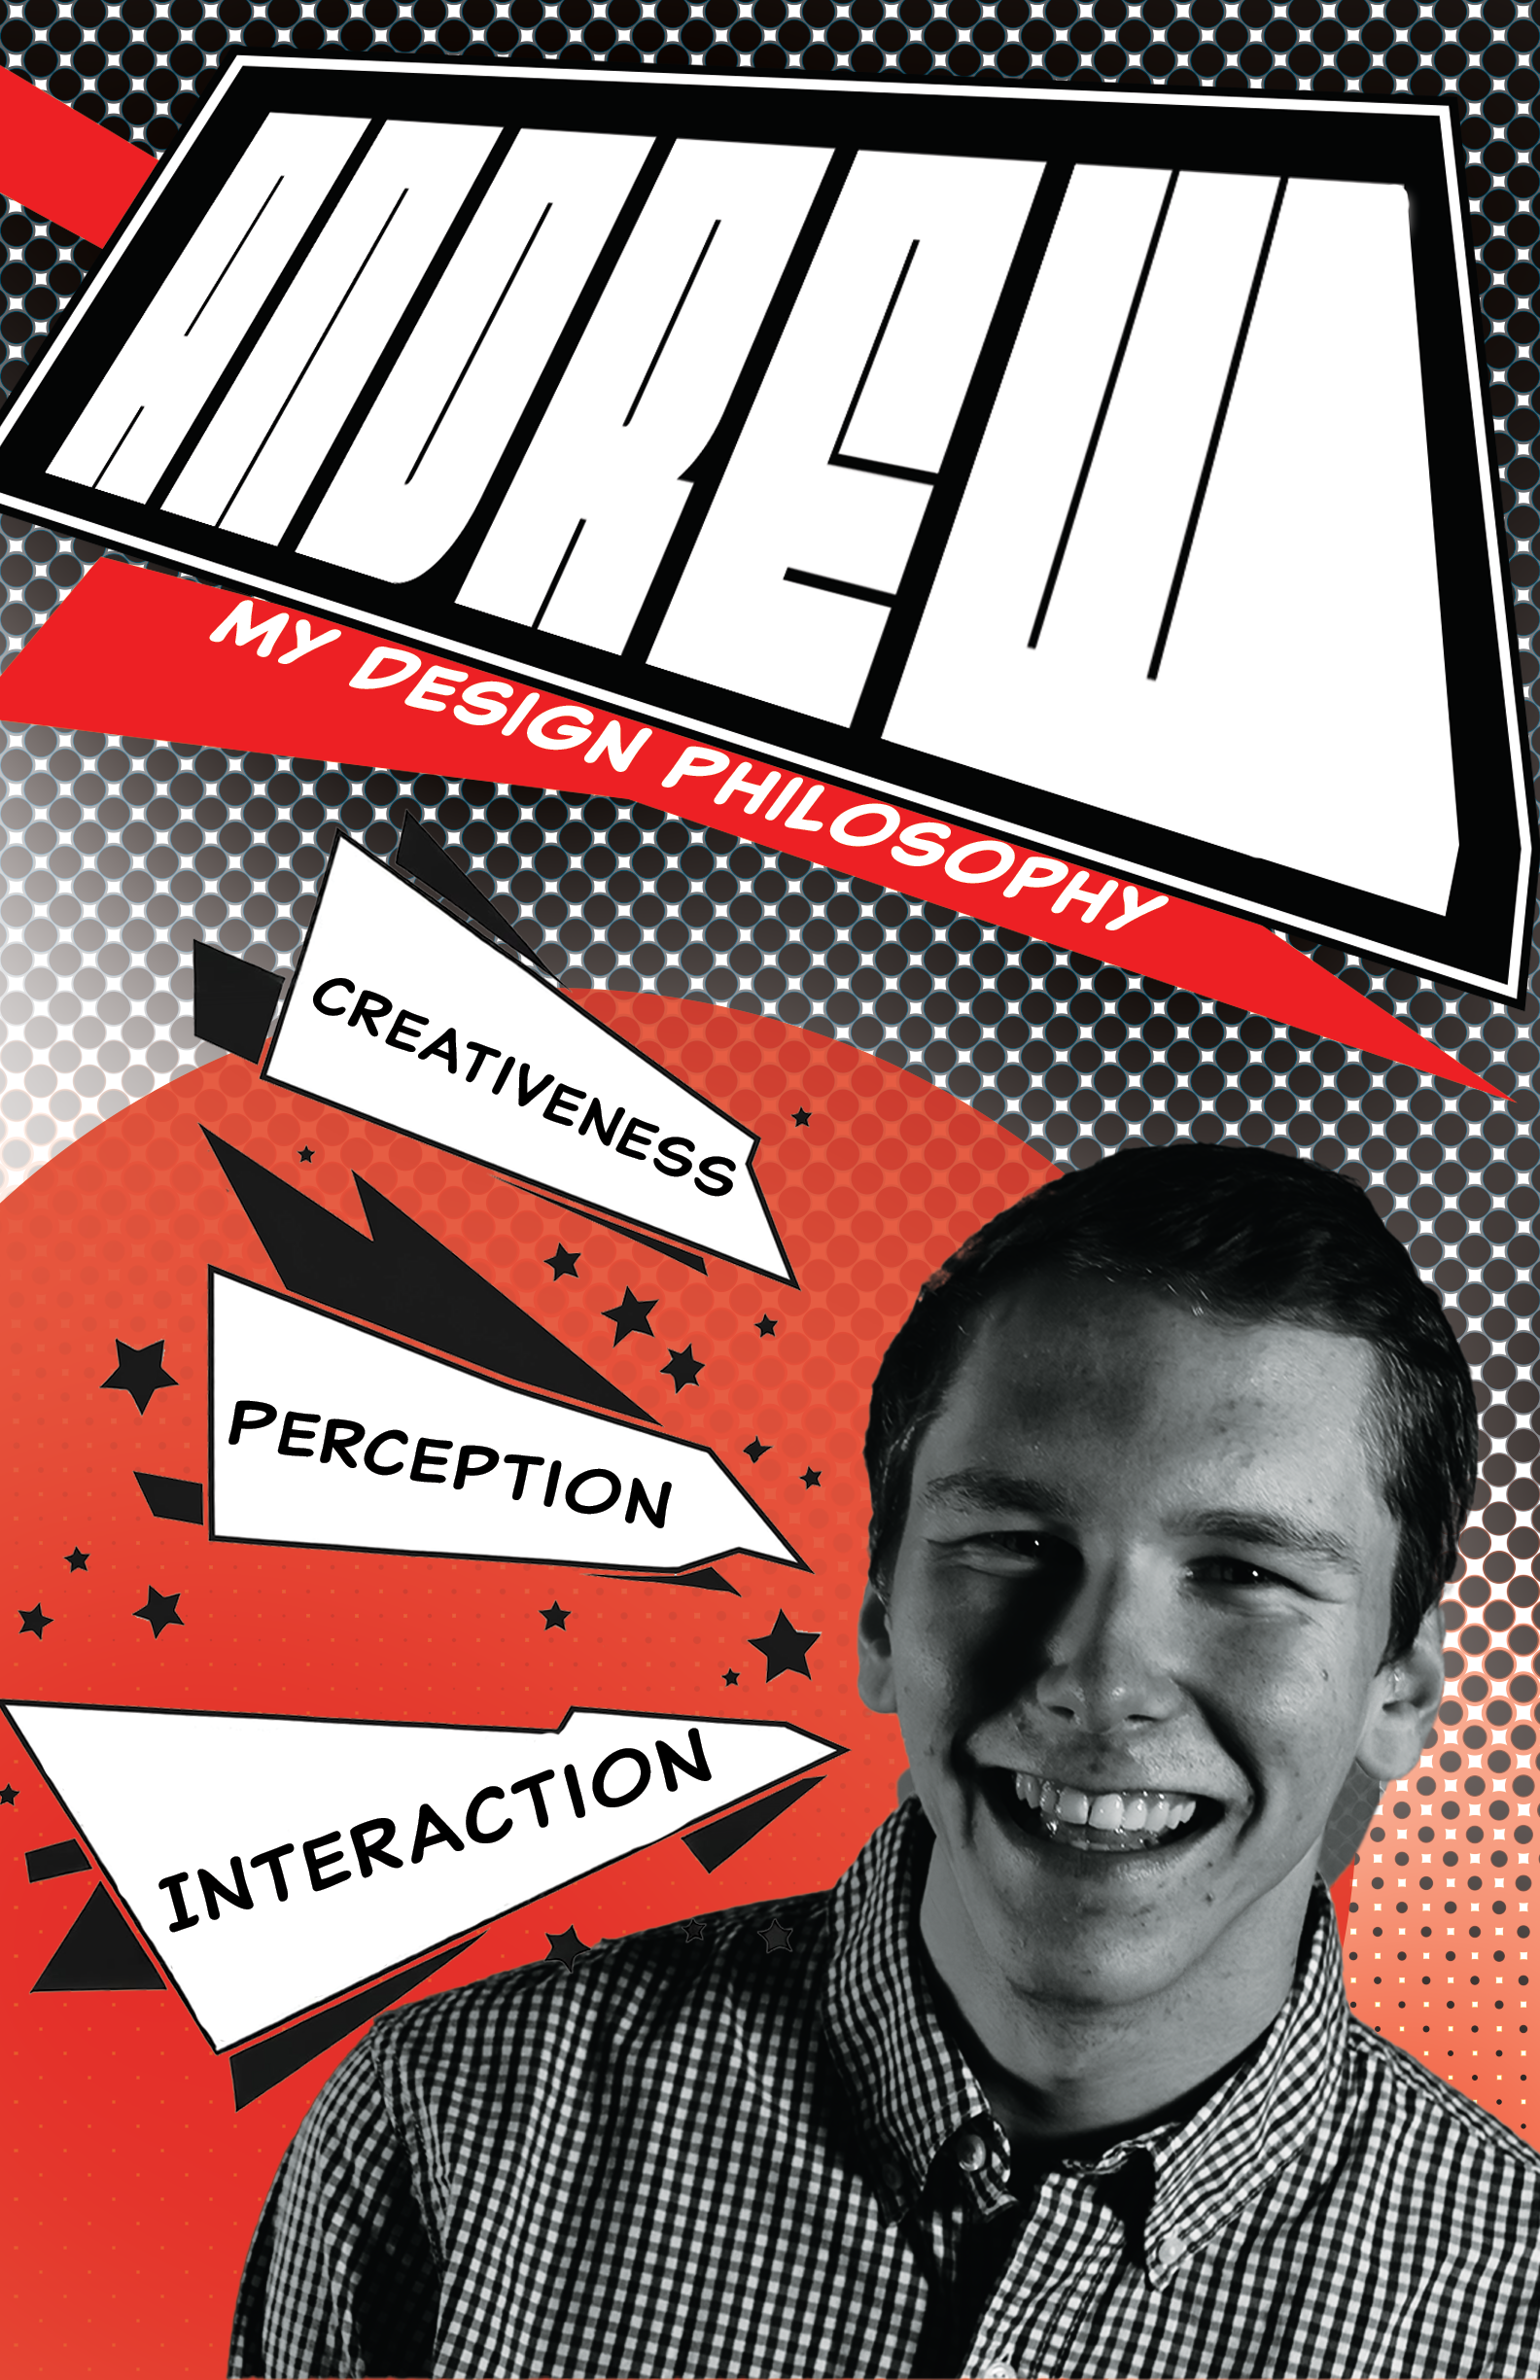 ANDREW
MY DESIGN PHILOSOPHY
CREATIVENESS
PERCEPTION
INTERACTION